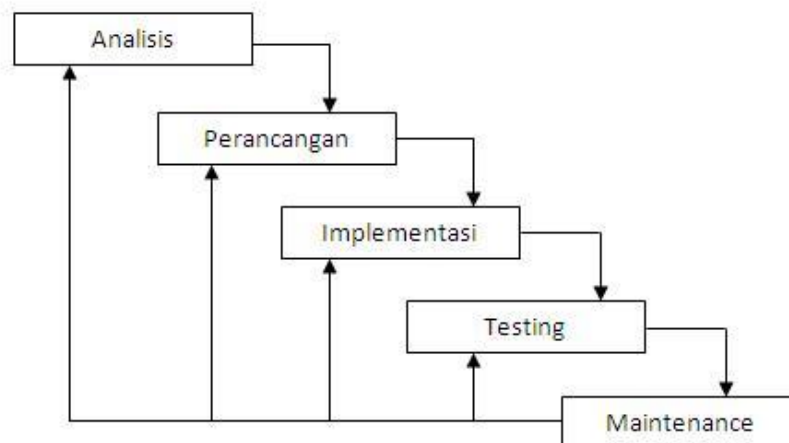 Analisis
Perancangan
Implementasi
Testing
Maintenance